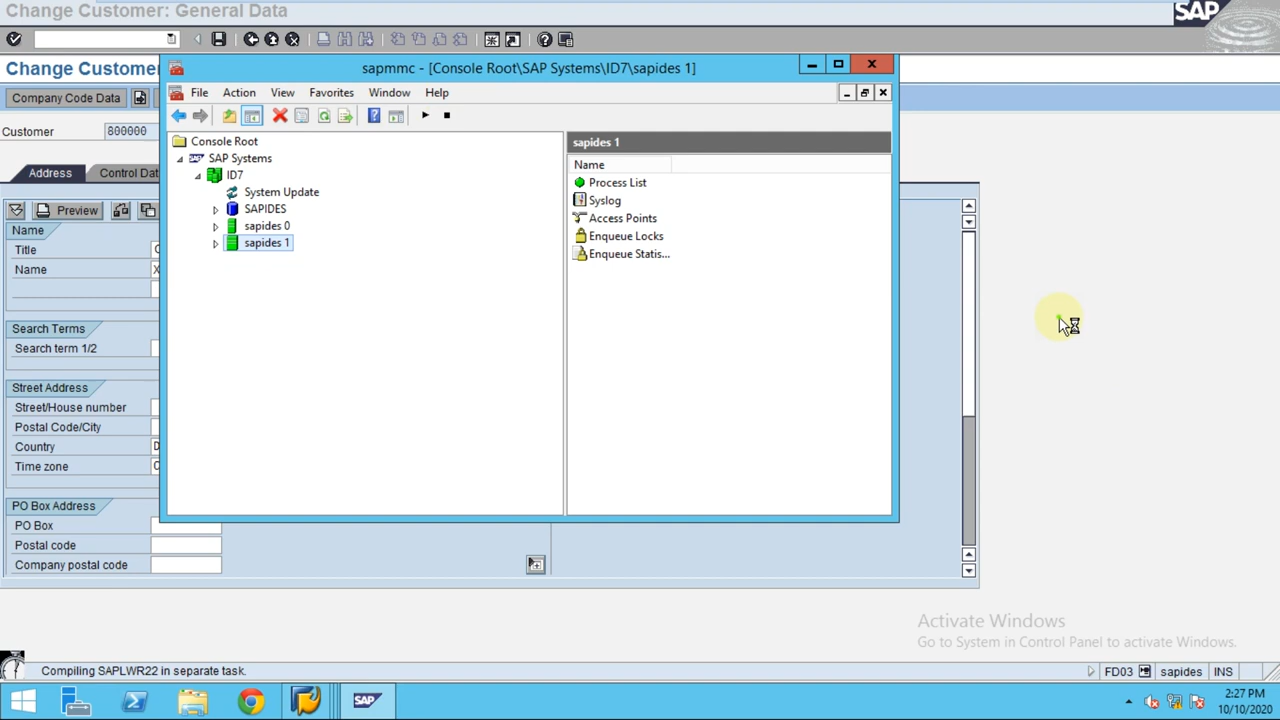 Change Customer: General Data
SAP
Change Customer
sapmmc - [Console Root\SAP Systems\ID7\sapides 1]
File Action View Favorites Window Help
Company Code Data
Customer 800000
Address
Control Dat
Preview
Name
Title
Name X
Search Terms
Search term 1/2
Street Address
Street/House number
Postal Code/City
Country D
Time zone C
PO Box Address
PO Box
Postal code
Company postal code
Console Root
SAP Systems
ID7
System Update
SAPIDES
sapides 0
sapides 1
sapides 1
Name
Process List
Syslog
Access Points
Enqueue Locks
Enqueue Statis...
Activate Windows
Go to System in Control Panel to activate Windows.
Compiling SAPLWR22 in separate task.
FD03 sapides INS
SAP
2:27 PM
10/10/2020